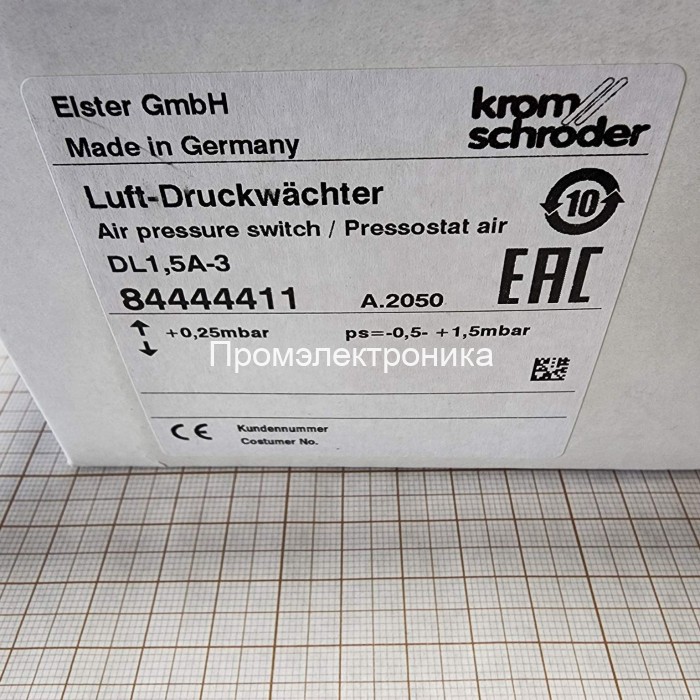 Elster GmbH
krom
schröder
Made in Germany
Luft-Druckwächter
Air pressure switch / Pressostat air
10
DL1,5A-3
EAC
84444411 A.2050
+0,25mbar ps=-0,5- +1,5mbar
Промэлектроника
CE
Kundennummer
Costumer No.